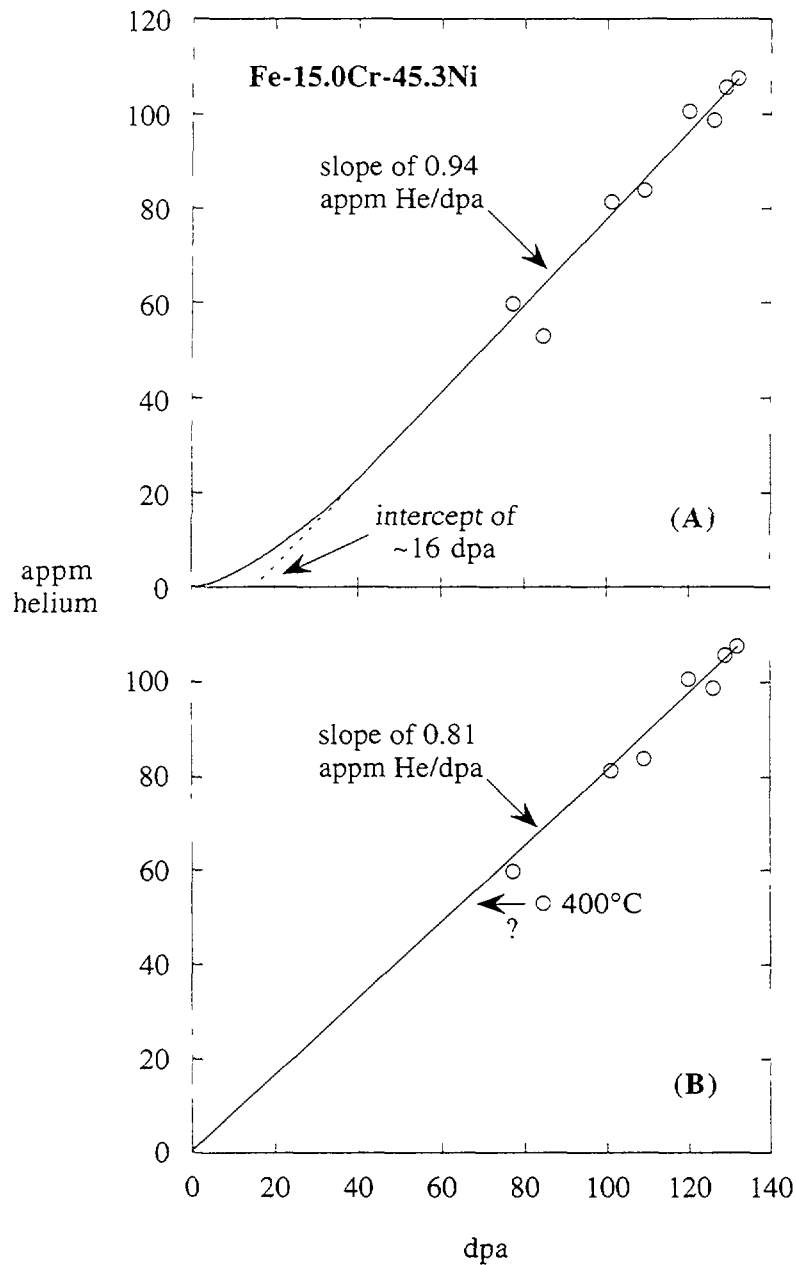 120
100
80
60
40
20
0
Fe-15.0Cr-45.3Ni
slope of 0.94
appm He/dpa
intercept of
~16 dpa
(A)
appm
helium
100
80
60
40
20
0
slope of 0.81
appm He/dpa
400°C
?
(B)
0 20 40 60 80 100 120 140
dpa